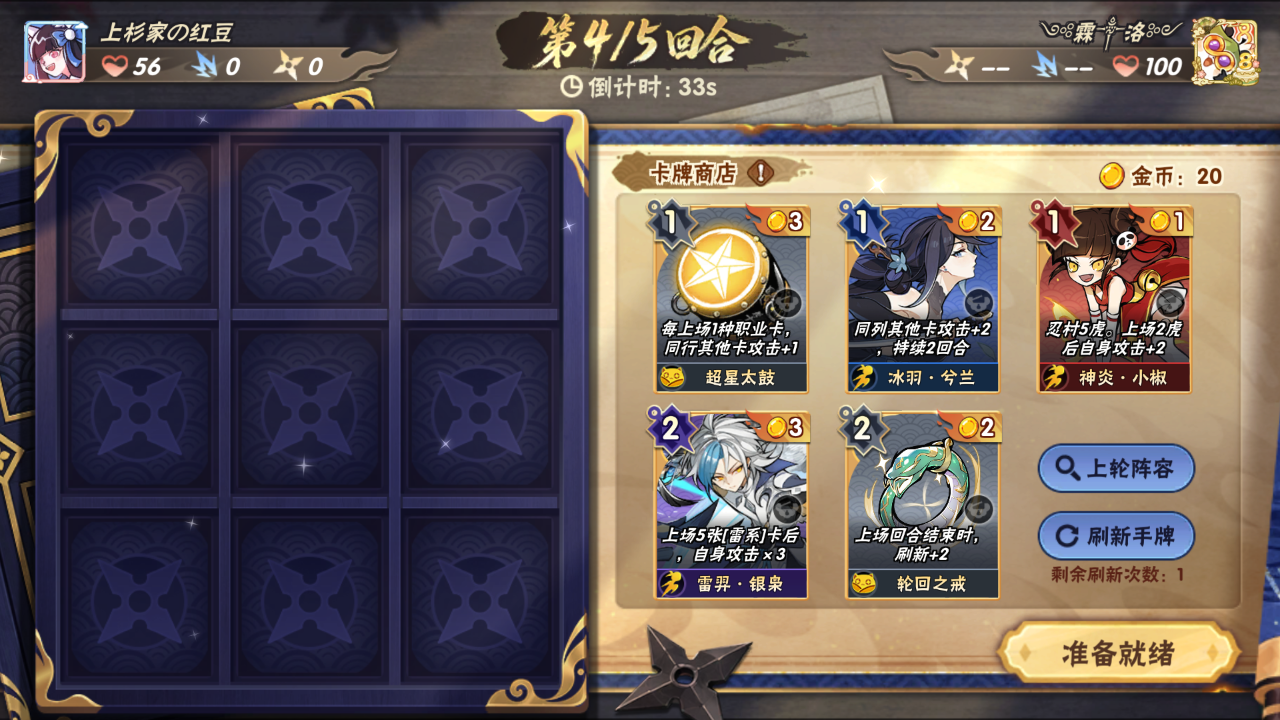 上杉家の红豆
56
0
0
第4/5回合
倒计时：33s
霖 洛
--
--
100
卡牌商店
金币：20
1
3
每上场1种职业卡，
同行其他卡攻击+1
超星太鼓
1
2
同列其他卡攻击+2
，持续2回合
冰羽·兮兰
1
1
忍村5虎。上场2虎
后自身攻击+2
神炎·小椒
2
3
上场5张[雷系]卡后
，自身攻击×3
雷羿·银枭
2
2
上场回合结束时，
刷新+2
轮回之戒
上轮阵容
刷新手牌
剩余刷新次数：1
准备就绪